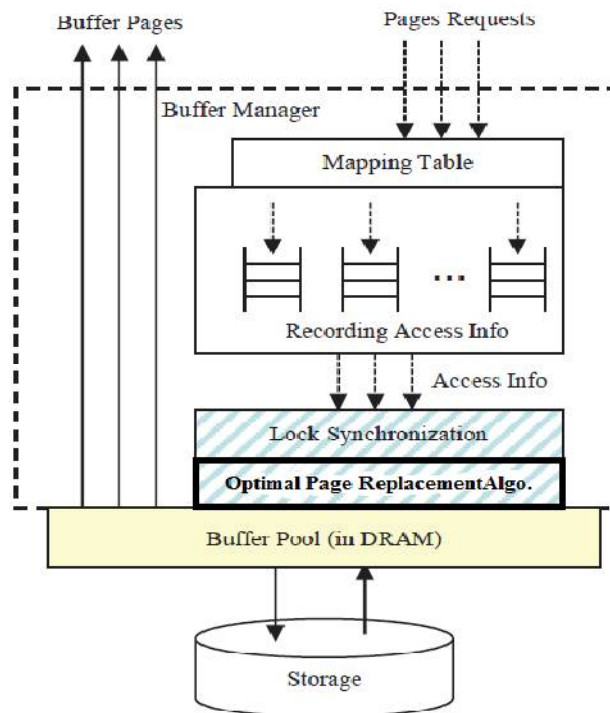 Buffer Pages
Pages Requests
Buffer Manager
Mapping Table
...
Recording Access Info
Access Info
Lock Synchronization
Optimal Page ReplacementAlgo.
Buffer Pool (in DRAM)
Storage